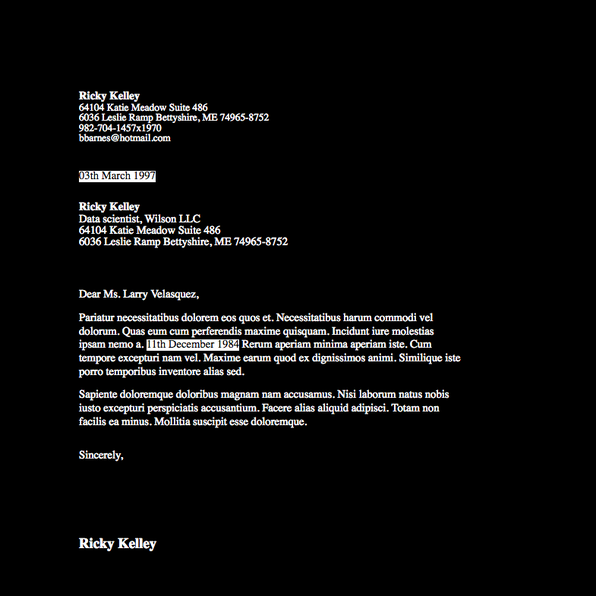 Ricky Kelley
64104 Katie Meadow Suite 486
6036 Leslie Ramp Bettyshire, ME 74965-8752
982-704-1457x1970
bbarnes@hotmail.com
03th March 1997
Ricky Kelley
Data scientist, Wilson LLC
64104 Katie Meadow Suite 486
6036 Leslie Ramp Bettyshire, ME 74965-8752
Dear Ms. Larry Velasquez,
Pariatur necessitatibus dolorem eos quos et. Necessitatibus harum commodi vel
dolorum. Quas eum cum perferendis maxime quisquam. Incidunt iure molestias
ipsam nemo a. 11th December 1984 Rerum aperiam minima aperiam iste. Cum
tempore excepturi nam vel. Maxime earum quod ex dignissimos animi. Similique iste
porro temporibus inventore alias sed.
Sapiente doloremque doloribus magnam nam accusamus. Nisi laborum natus nobis
iusto excepturi perspiciatis accusantium. Facere alias aliquid adipisci. Totam non
facilis ea minus. Mollitia suscipit esse doloremque.
Sincerely,
Ricky Kelley